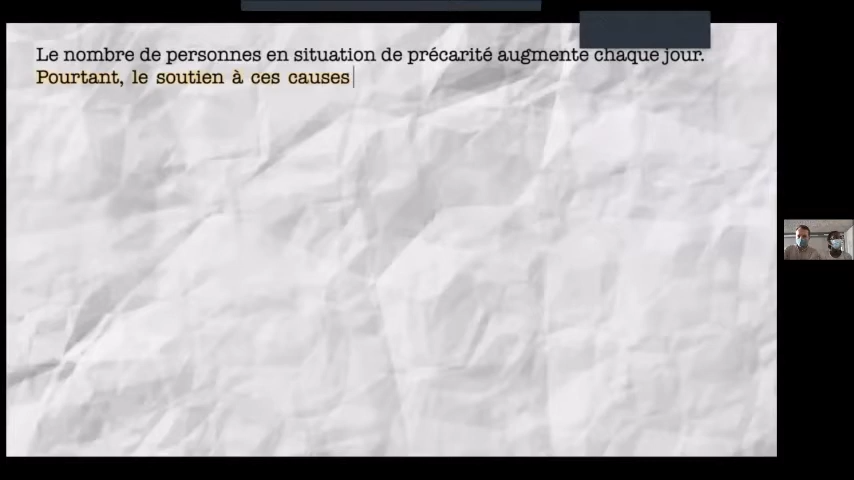 Le nombre de personnes en situation de précarité augmente chaque jour.
Pourtant, le soutien à ces causes